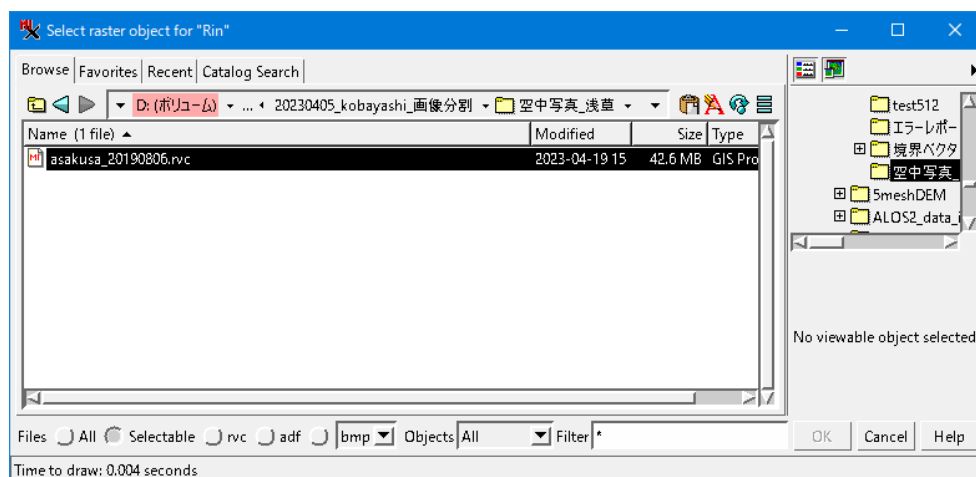 Select raster object for "Rin"
Browse Favorites Recent Catalog Search
D: (ボリューム) ... 20230405_kobayashi_画像分割 空中写真_浅草
Name (1 file) Modified Size Type
asakusa_20190806.rvc 2023-04-19 15 42.6 MB GIS Pro
test512
エラーレポー
境界ベクタ
空中写真_
5meshDEM
ALOS2_data_i
No viewable object selected
Files All Selectable rvc adf bmp Objects All Filter * OK Cancel Help
Time to draw: 0.004 seconds